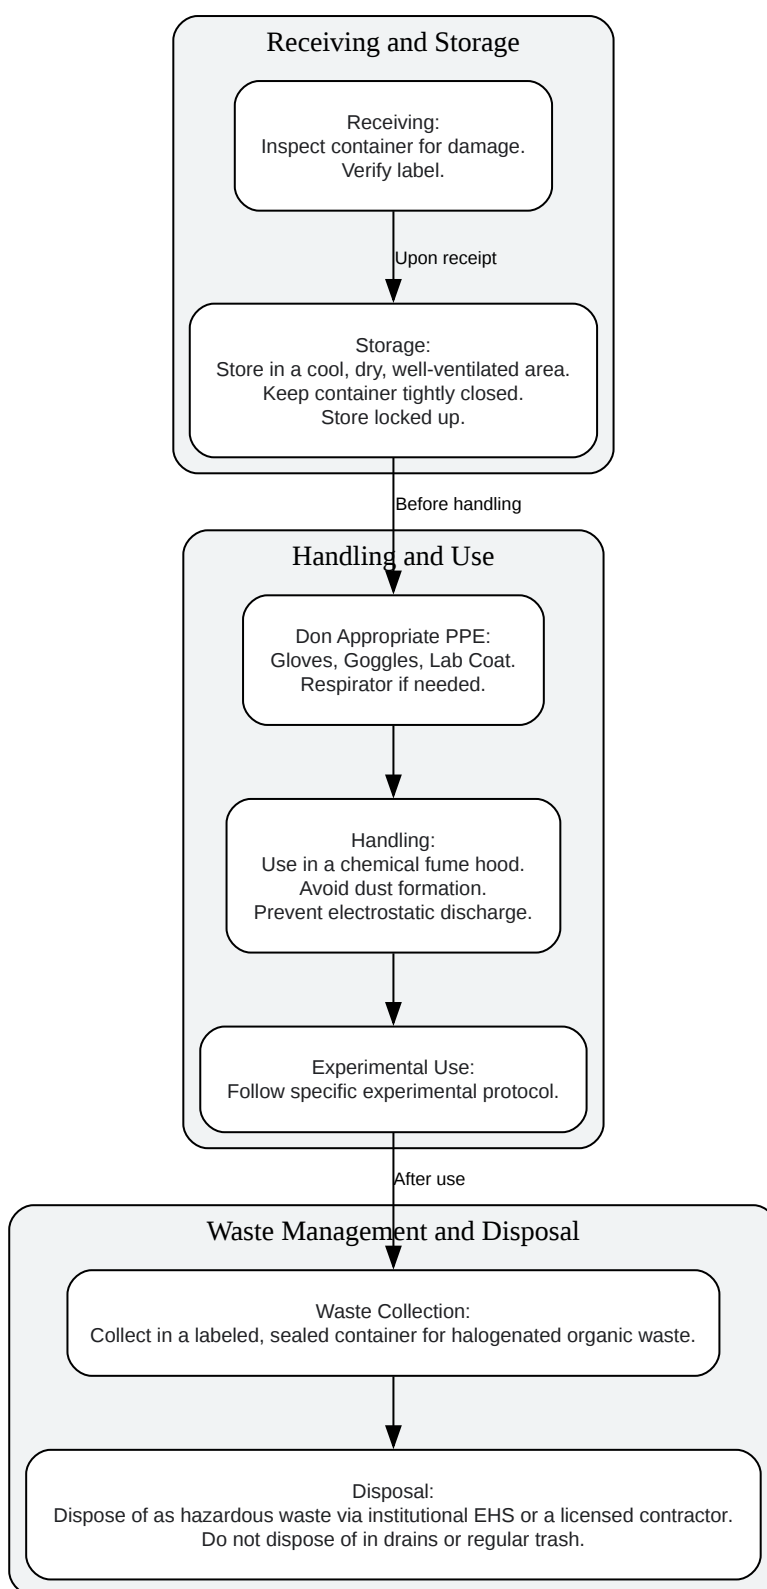 Receiving and Storage
Receiving:
Inspect container for damage.
Verify label.
Upon receipt
Storage:
Store in a cool, dry, well-ventilated area.
Keep container tightly closed.
Store locked up.
Before handling
Handling and Use
Don Appropriate PPE:
Gloves, Goggles, Lab Coat.
Respirator if needed.
Handling:
Use in a chemical fume hood.
Avoid dust formation.
Prevent electrostatic discharge.
Experimental Use:
Follow specific experimental protocol.
After use
Waste Management and Disposal
Waste Collection:
Collect in a labeled, sealed container for halogenated organic waste.
Disposal:
Dispose of as hazardous waste via institutional EHS or a licensed contractor.
Do not dispose of in drains or regular trash.